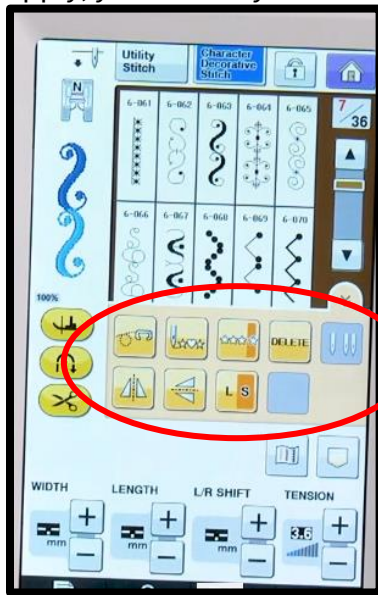 Utility
Stitch
Character
Decorative
Stitch
N
6-061 6-062 6-063 6-064 6-065
7/36
6-066 6-067 6-068 6-069 6-070
100%
DELETE
L S
WIDTH LENGTH L/R SHIFT TENSION
+ + + 3.6 +
mm mm mm
− − − −